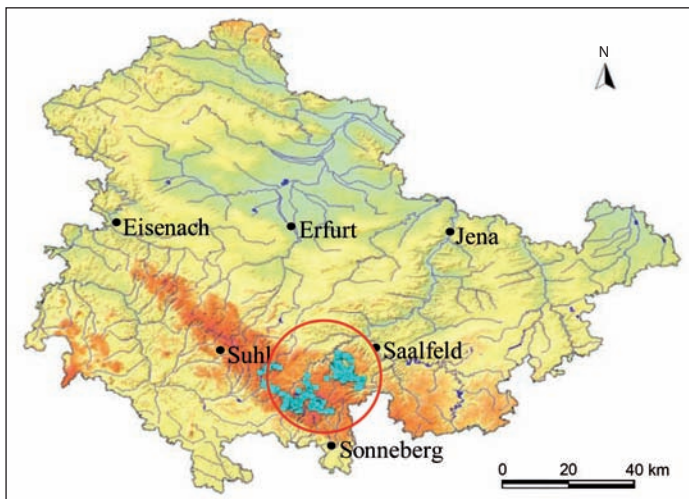 N
Eisenach
Erfurt
Jena
Suhl
Saalfeld
Sonneberg
0 20 40 km